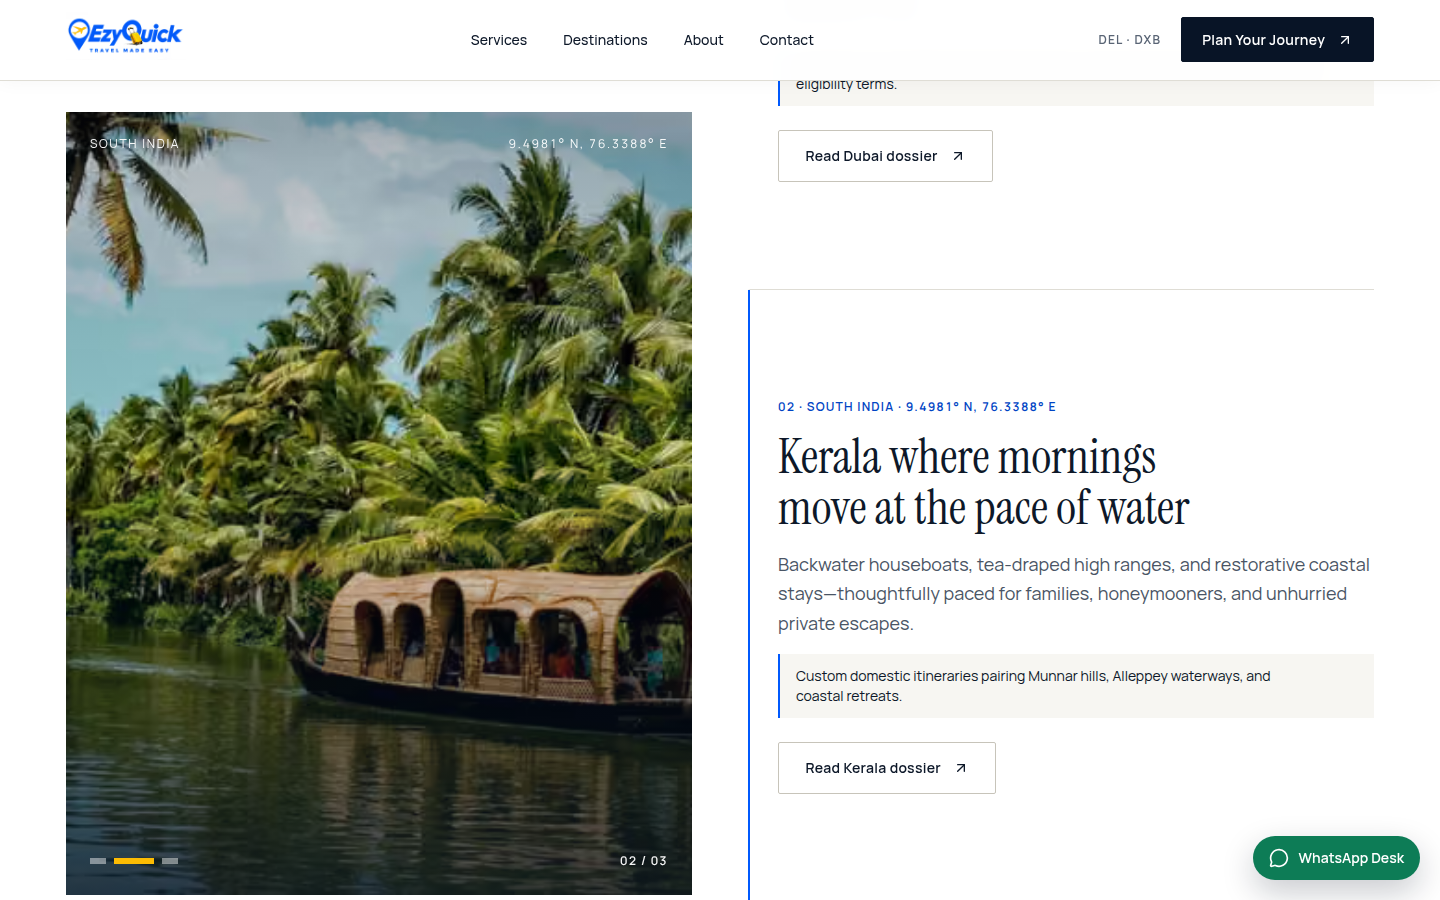 EzyQuick
TRAVEL MADE EASY
Services
Destinations
About
Contact
DEL · DXB
Plan Your Journey
eligibility terms.
Read Dubai dossier
SOUTH INDIA
9.4981° N, 76.3388° E
02 · SOUTH INDIA · 9.4981° N, 76.3388° E
Kerala where mornings
move at the pace of water
Backwater houseboats, tea-draped high ranges, and restorative coastal
stays—thoughtfully paced for families, honeymooners, and unhurried
private escapes.
Custom domestic itineraries pairing Munnar hills, Alleppey waterways, and
coastal retreats.
Read Kerala dossier
02 / 03
WhatsApp Desk